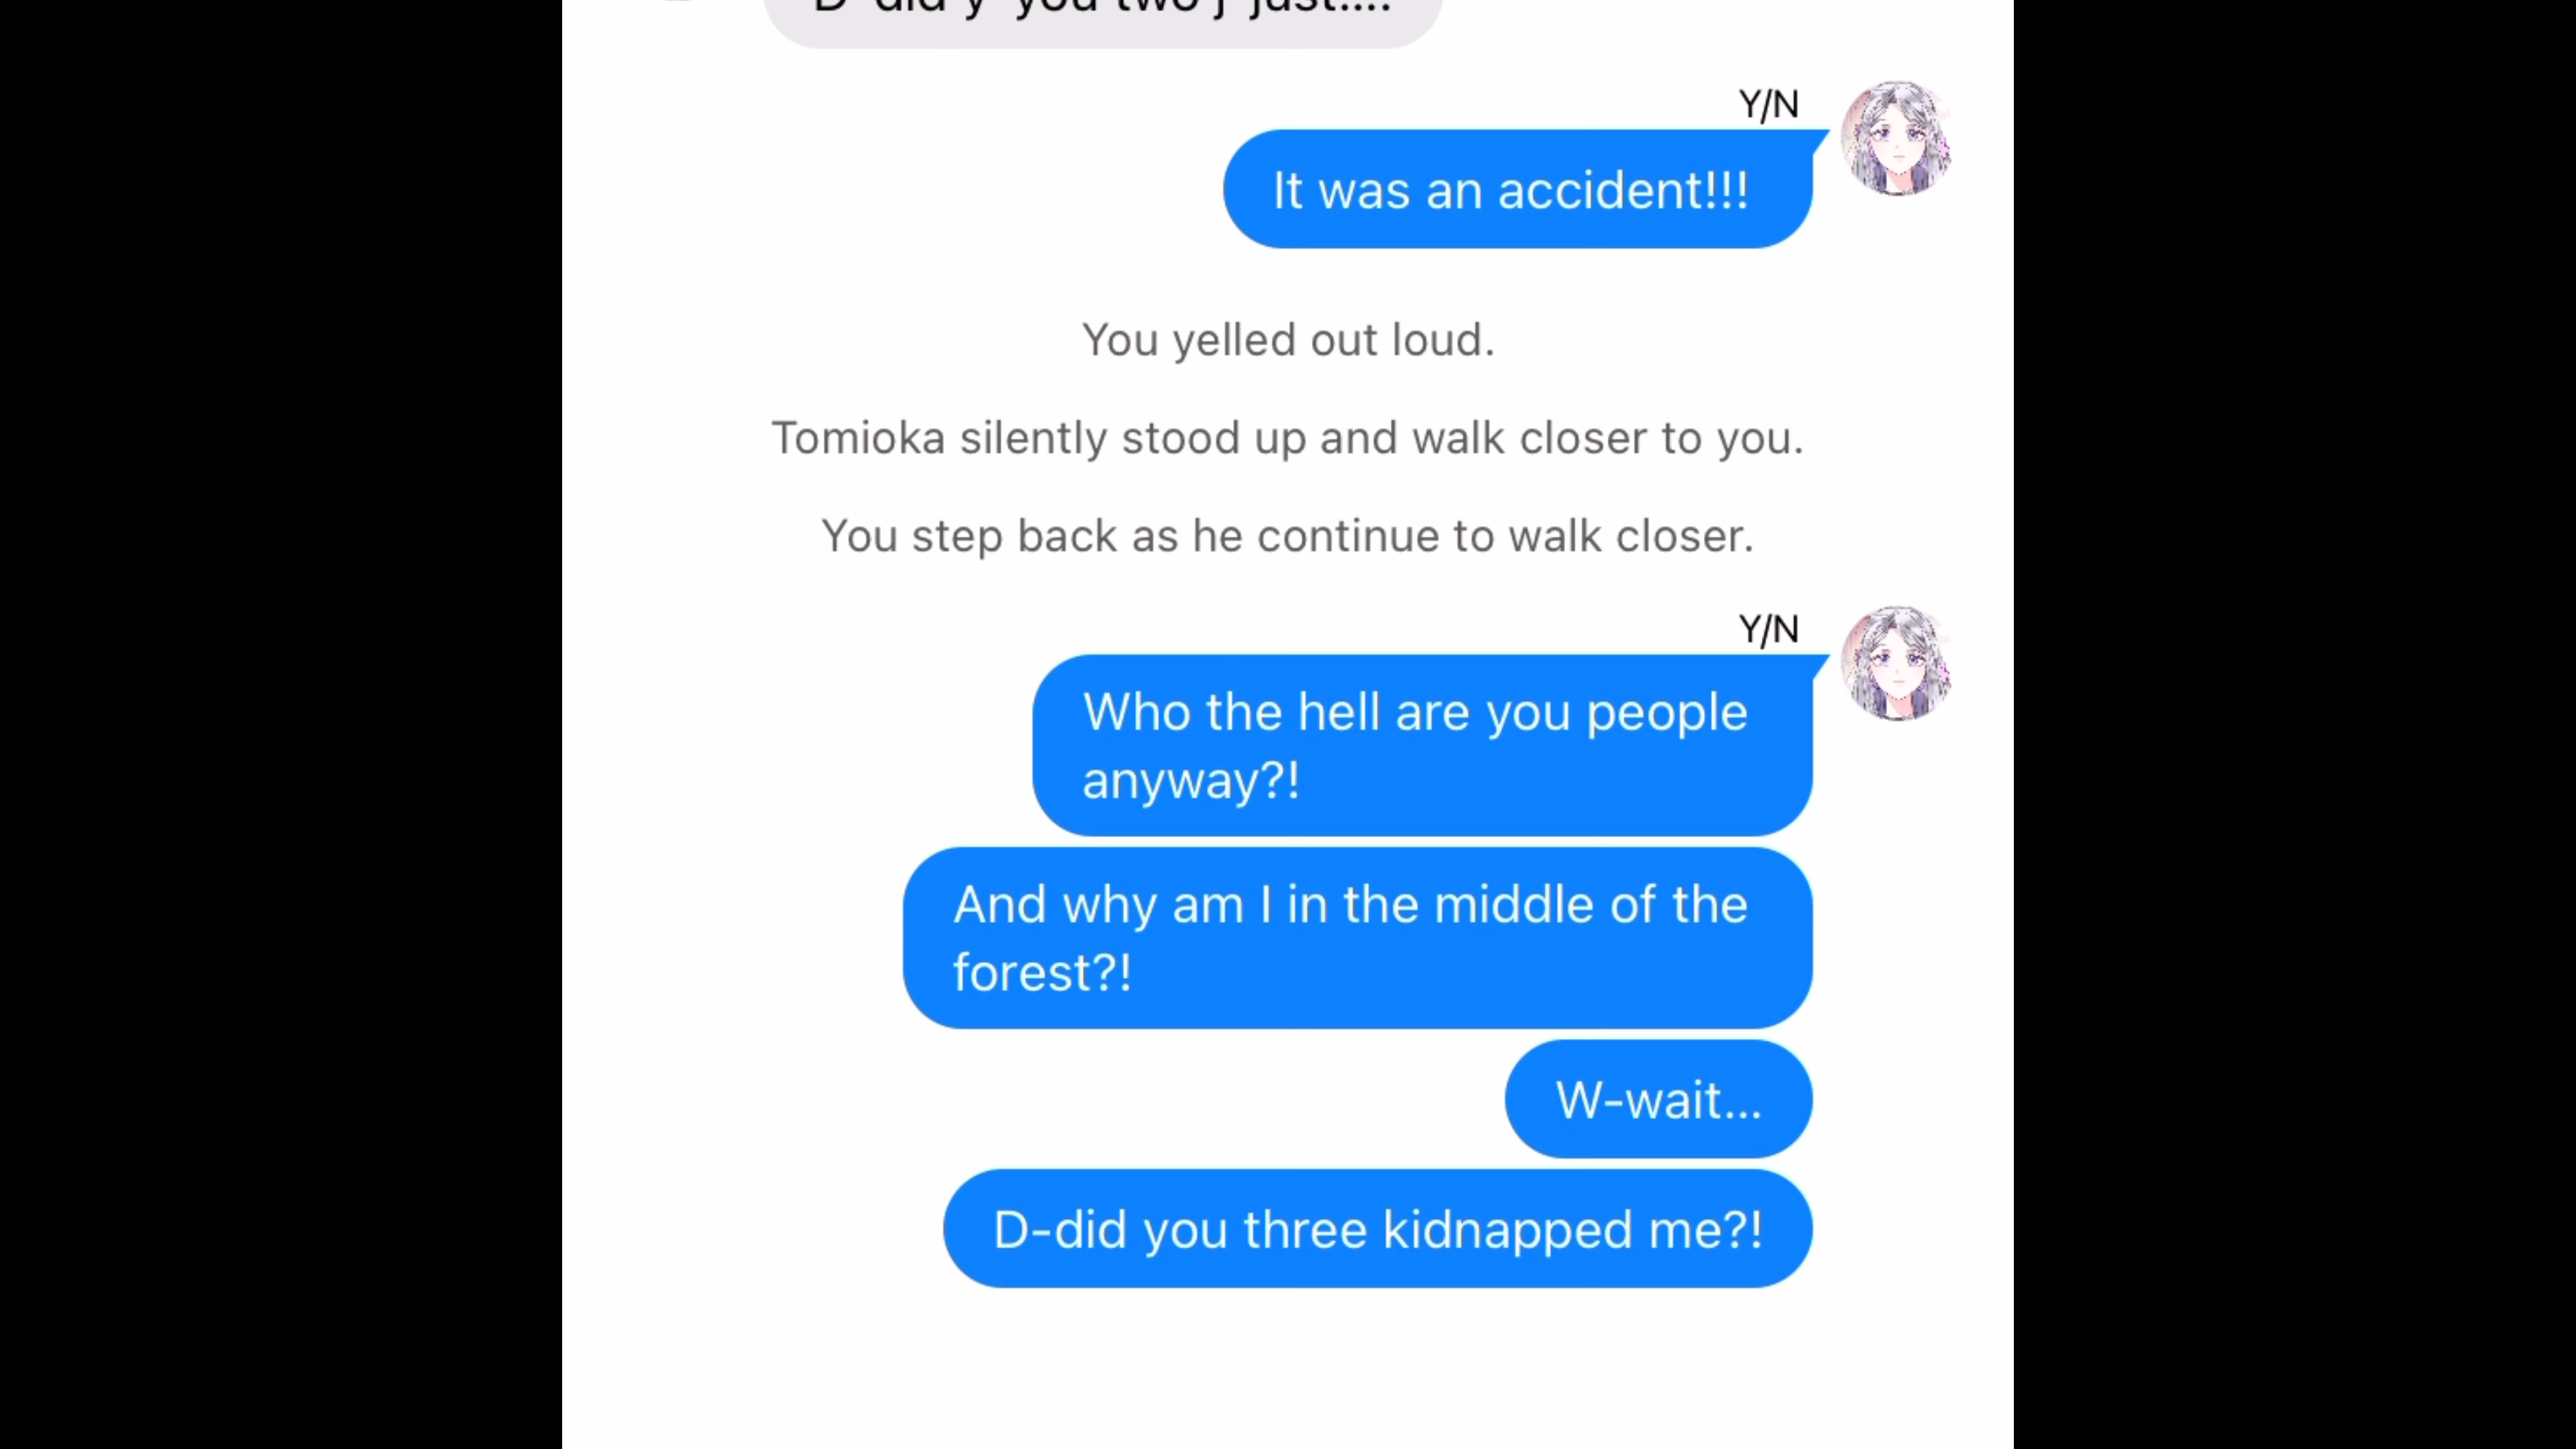 D-did y-you two j-just....
Y/N
It was an accident!!!
You yelled out loud.
Tomioka silently stood up and walk closer to you.
You step back as he continue to walk closer.
Y/N
Who the hell are you people
anyway?!
And why am I in the middle of the
forest?!
W-wait...
D-did you three kidnapped me?!